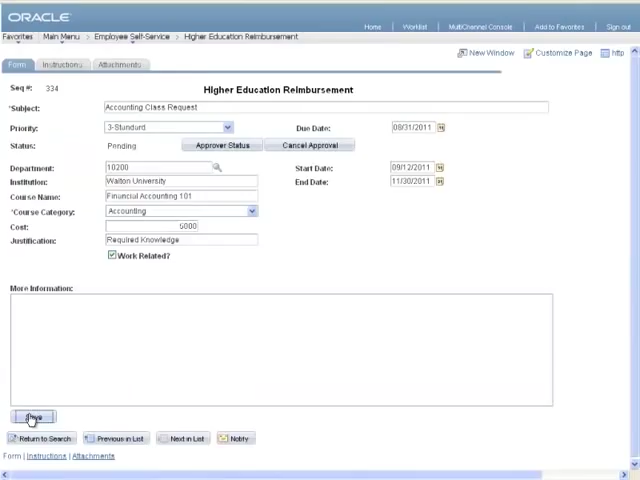 ORACLE
Home Worklist MultiChannel Console Add to Favorites Sign out
Favorites Main Menu > Employee Self-Service > Higher Education Reimbursement
New Window Customize Page http
Form Instructions Attachments
Seq #: 334 Higher Education Reimbursement
*Subject: Accounting Class Request
Priority: 3-Standard Due Date: 08/31/2011
Status: Pending Approver Status Cancel Approval
Department: 10200 Start Date: 09/12/2011
Institution: Walton University End Date: 11/30/2011
Course Name: Financial Accounting 101
*Course Category: Accounting
Cost: 5000
Justification: Required Knowledge
Work Related?
More Information:
Save
Return to Search Previous in List Next in List Notify
Form | Instructions | Attachments